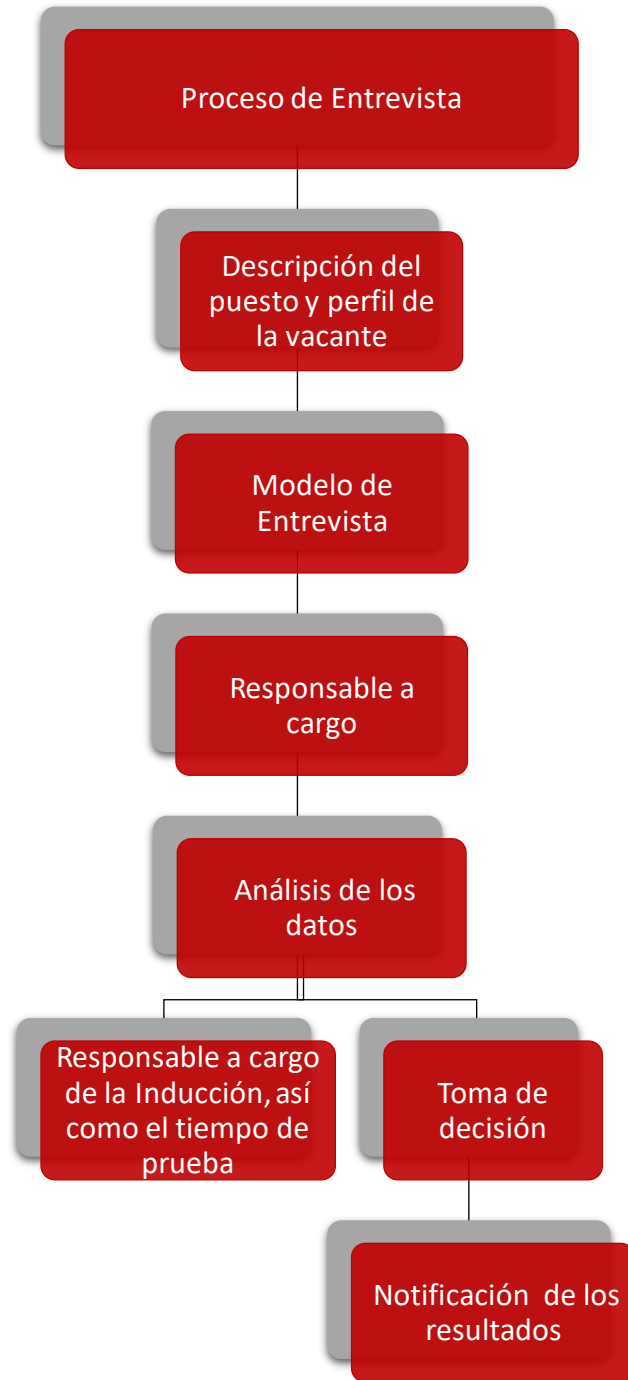 Proceso de Entrevista
Descripción del
puesto y perfil de
la vacante
Modelo de
Entrevista
Responsable a
cargo
Análisis de los
datos
Responsable a cargo
de la Inducción, así
como el tiempo de
prueba
Toma de
decisión
Notificación de los
resultados